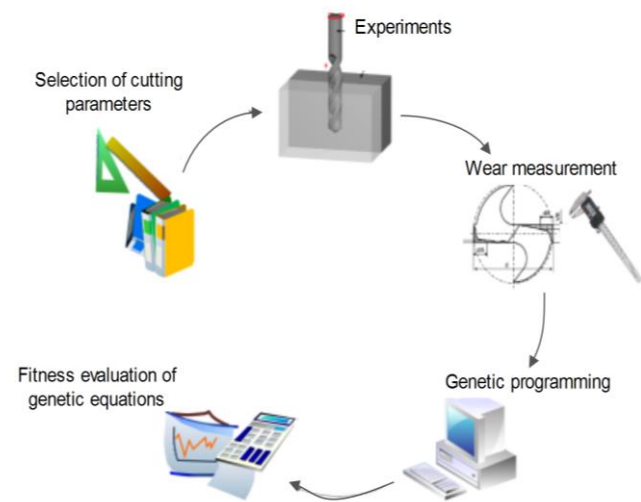 Experiments
Selection of cutting
parameters
Wear measurement
Genetic programming
Fitness evaluation of
genetic equations